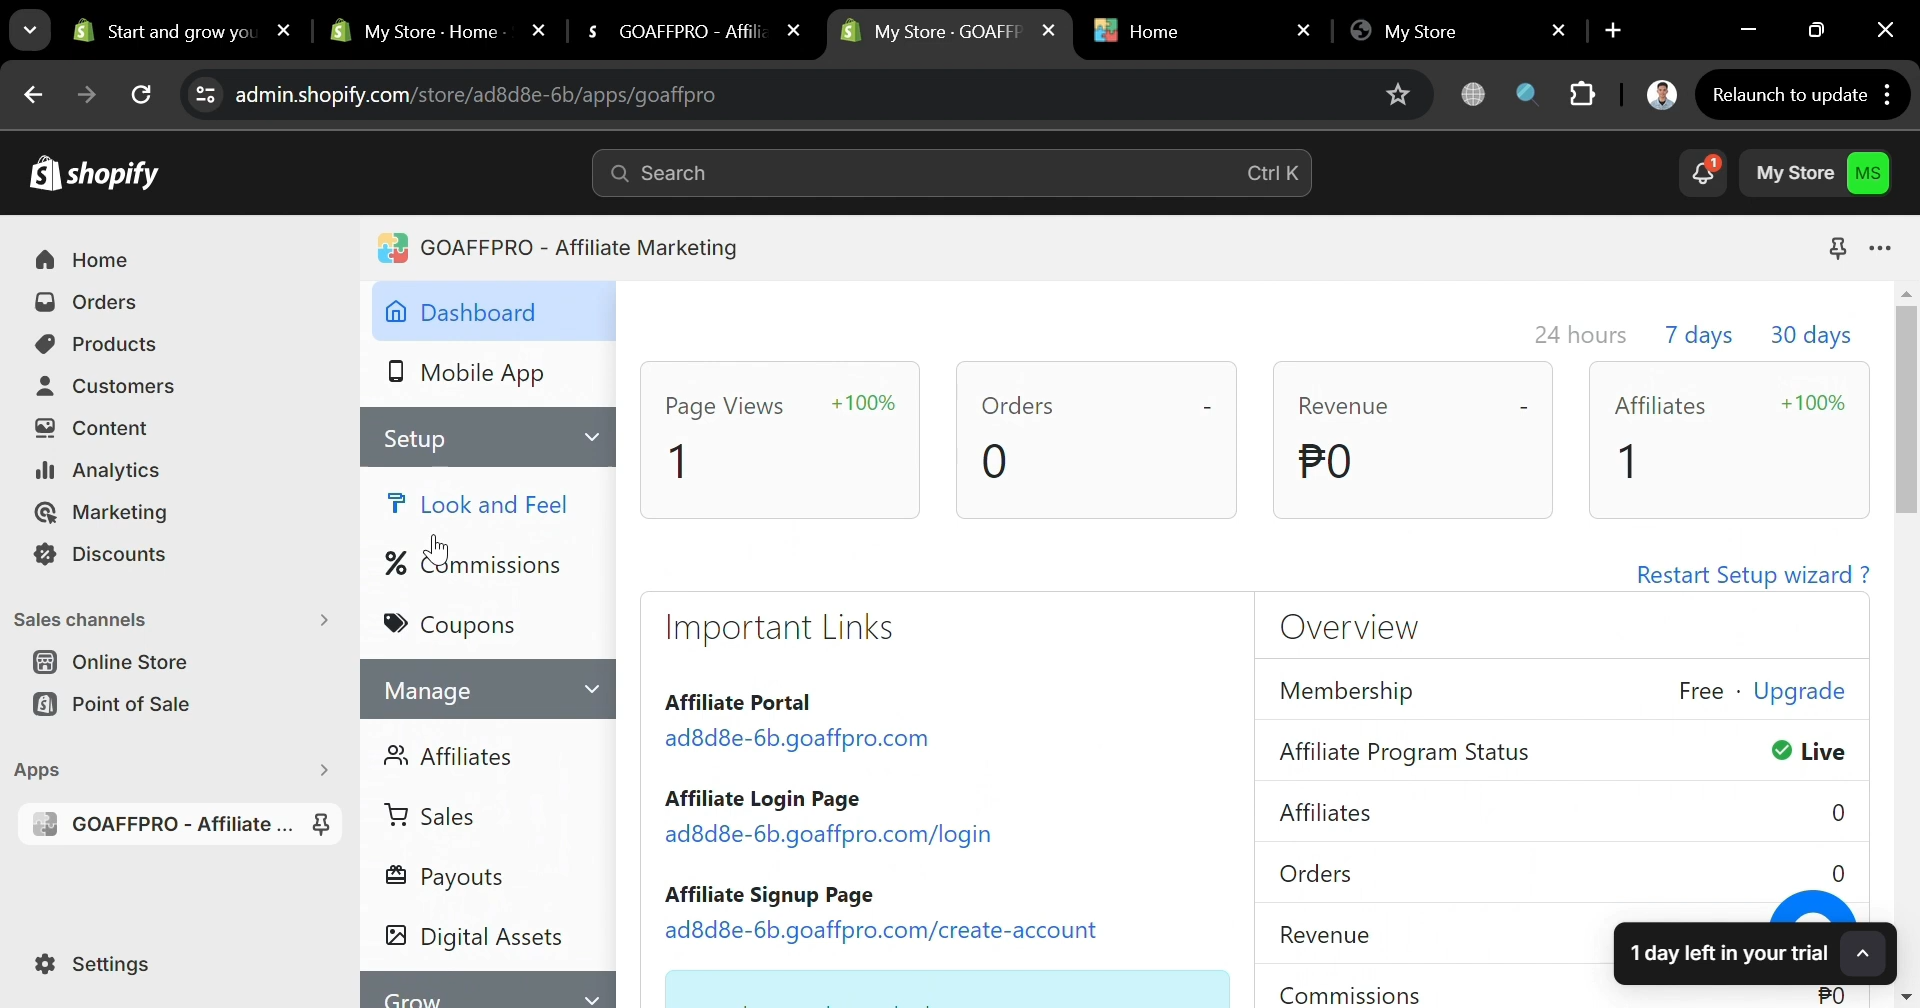 Start and grow you
My Store · Home ·
GOAFFPRO - Affilia
My Store · GOAFFP
Home
My Store
admin.shopify.com/store/ad8d8e-6b/apps/goaffpro
Relaunch to update
shopify
Search
Ctrl K
1
My Store
MS
Home
Orders
Products
Customers
Content
Analytics
Marketing
Discounts
Sales channels
Online Store
Point of Sale
Apps
GOAFFPRO - Affiliate ...
Settings
GOAFFPRO - Affiliate Marketing
Dashboard
Mobile App
Setup
Look and Feel
Commissions
Coupons
Manage
Affiliates
Sales
Payouts
Digital Assets
Grow
24 hours
7 days
30 days
Page Views
+100%
1
Orders
-
0
Revenue
-
₱0
Affiliates
+100%
1
Restart Setup wizard ?
Important Links
Affiliate Portal
ad8d8e-6b.goaffpro.com
Affiliate Login Page
ad8d8e-6b.goaffpro.com/login
Affiliate Signup Page
ad8d8e-6b.goaffpro.com/create-account
Overview
Membership
Free · Upgrade
Affiliate Program Status
Live
Affiliates
0
Orders
0
Revenue
Commissions
₱0
1 day left in your trial